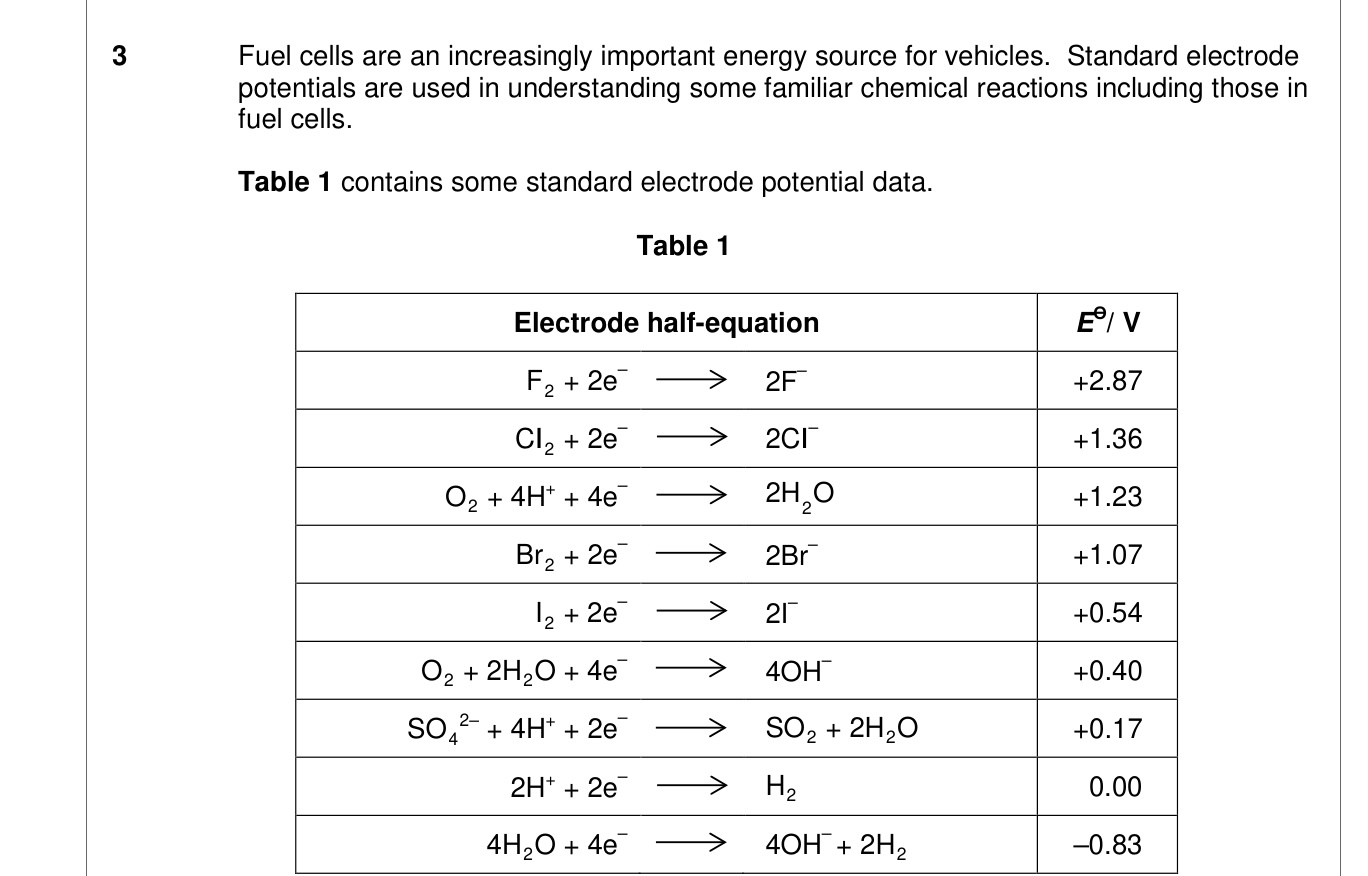 3 Fuel cells are an increasingly important energy source for vehicles. Standard electrode
potentials are used in understanding some familiar chemical reactions including those in
fuel cells.
Table 1 contains some standard electrode potential data.
Table 1
Electrode half-equation E⦵/ V
F₂ + 2e⁻ ⟶ 2F⁻ +2.87
Cl₂ + 2e⁻ ⟶ 2Cl⁻ +1.36
O₂ + 4H⁺ + 4e⁻ ⟶ 2H₂O +1.23
Br₂ + 2e⁻ ⟶ 2Br⁻ +1.07
I₂ + 2e⁻ ⟶ 2I⁻ +0.54
O₂ + 2H₂O + 4e⁻ ⟶ 4OH⁻ +0.40
SO₄²⁻ + 4H⁺ + 2e⁻ ⟶ SO₂ + 2H₂O +0.17
2H⁺ + 2e⁻ ⟶ H₂ 0.00
4H₂O + 4e⁻ ⟶ 4OH⁻ + 2H₂ –0.83